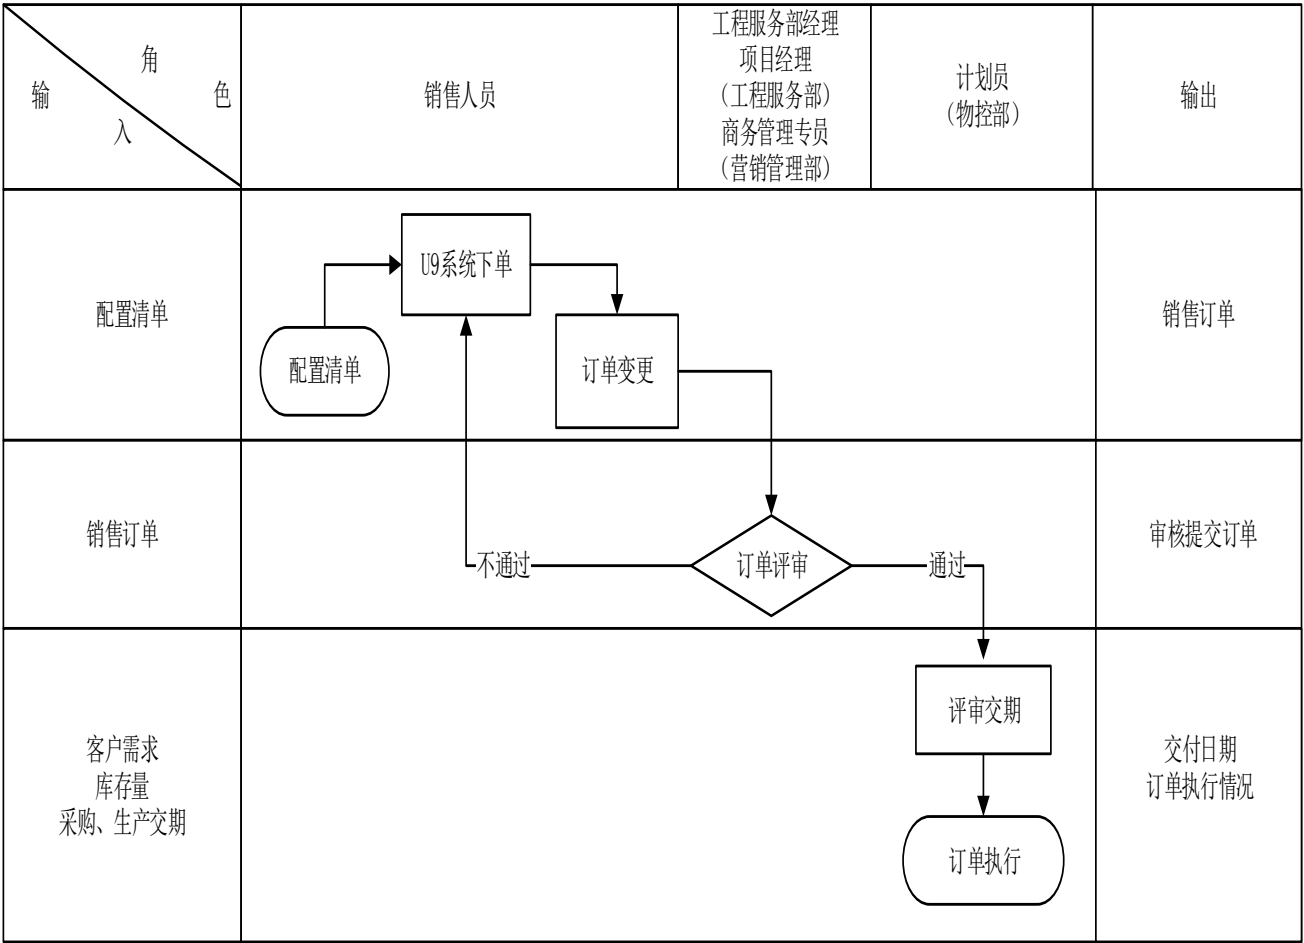 角
色
输
入
销售人员
工程服务部经理
项目经理
（工程服务部）
商务管理专员
（营销管理部）
计划员
（物控部）
输出
配置清单
U9系统下单
配置清单
订单变更
销售订单
销售订单
不通过
订单评审
通过
审核提交订单
客户需求
库存量
采购、生产交期
评审交期
订单执行
交付日期
订单执行情况